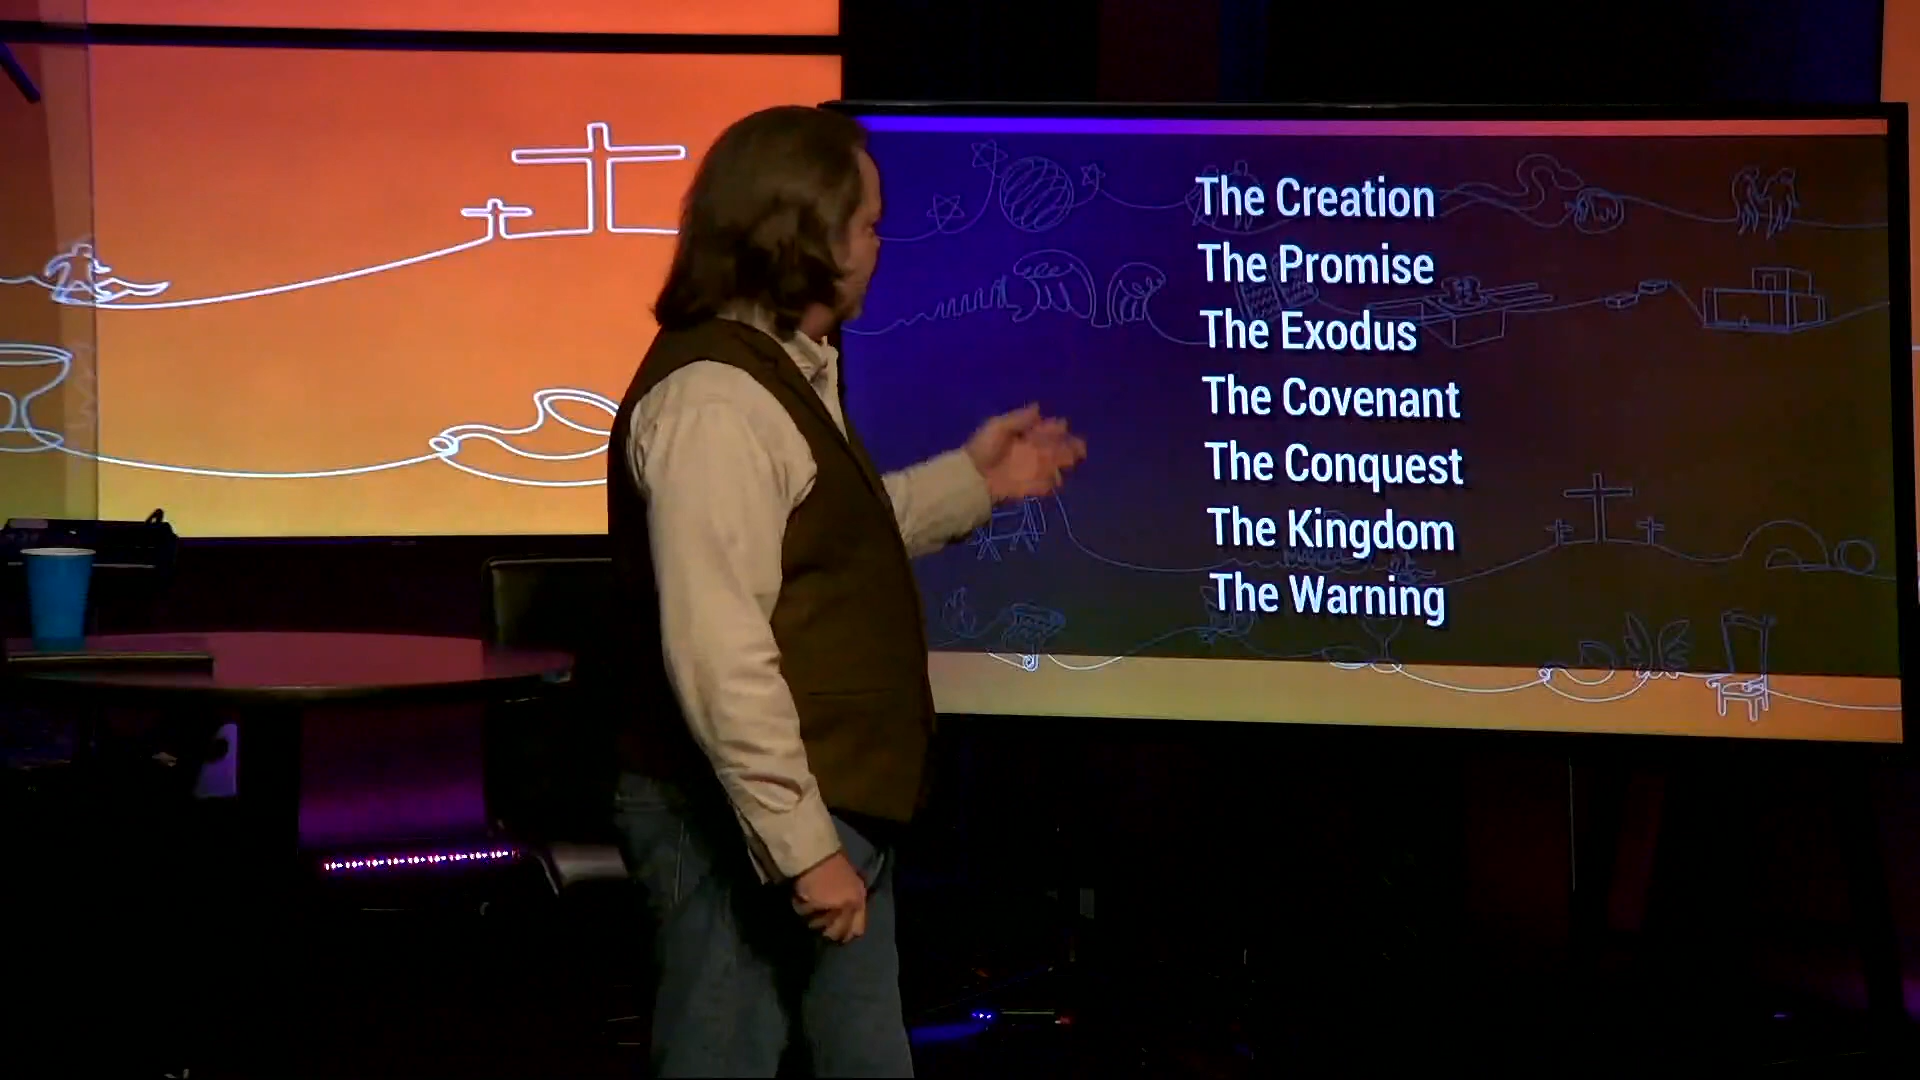 The Creation
The Promise
The Exodus
The Covenant
The Conquest
The Kingdom
The Warning